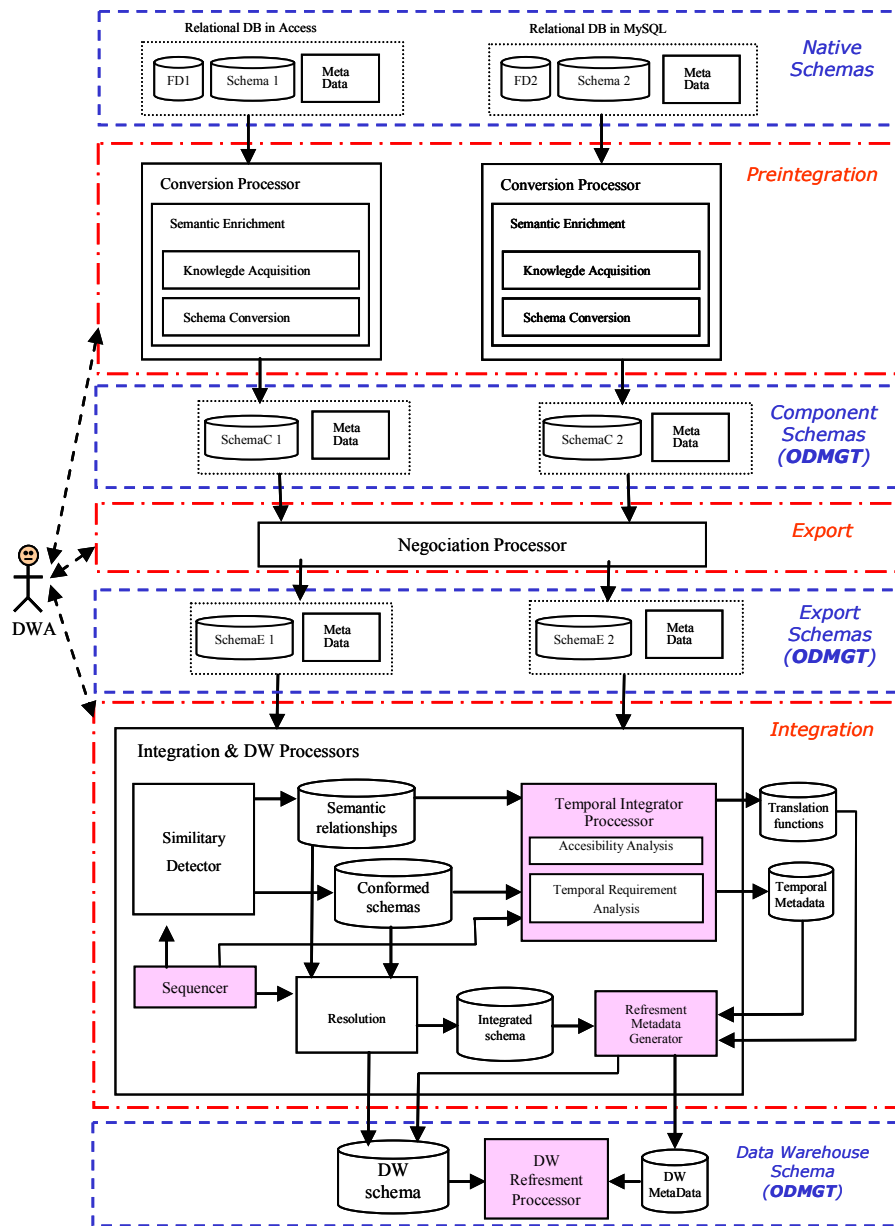 Relational DB in Access
Relational DB in MySQL
Native
Schemas
FD1
Schema 1
Meta
Data
FD2
Schema 2
Meta
Data
Preintegration
Conversion Processor
Semantic Enrichment
Knowlegde Acquisition
Schema Conversion
Conversion Processor
Semantic Enrichment
Knowlegde Acquisition
Schema Conversion
Component
Schemas
(ODMGT)
SchemaC 1
Meta
Data
SchemaC 2
Meta
Data
Export
Negociation Processor
DWA
Export
Schemas
(ODMGT)
SchemaE 1
Meta
Data
SchemaE 2
Meta
Data
Integration
Integration & DW Processors
Similitary
Detector
Semantic
relationships
Conformed
schemas
Temporal Integrator
Proccessor
Accesibility Analysis
Temporal Requirement
Analysis
Translation
functions
Temporal
Metadata
Sequencer
Resolution
Integrated
schema
Refresment
Metadata
Generator
DW
schema
DW
Refresment
Proccessor
DW
MetaData
Data Warehouse
Schema
(ODMGT)